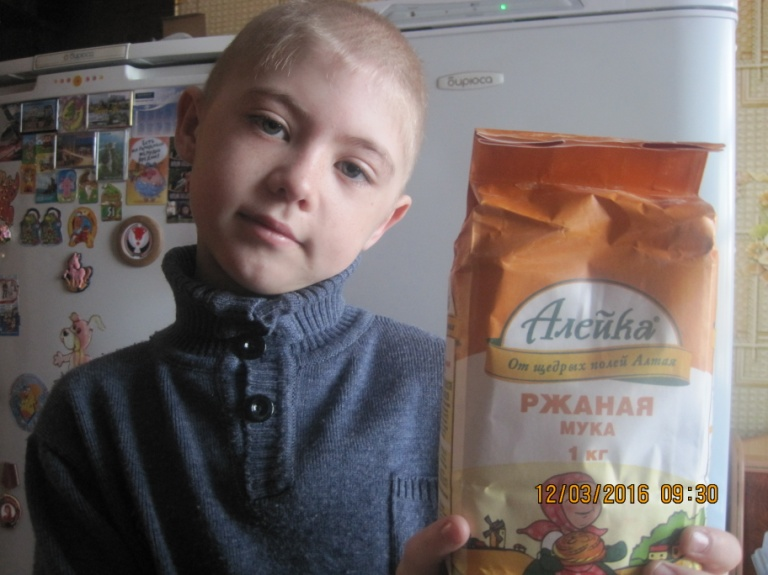 бирюса
Алейка
От щедрых полей Алтая
РЖАНАЯ
МУКА
1 кг
12/03/2016 09:30